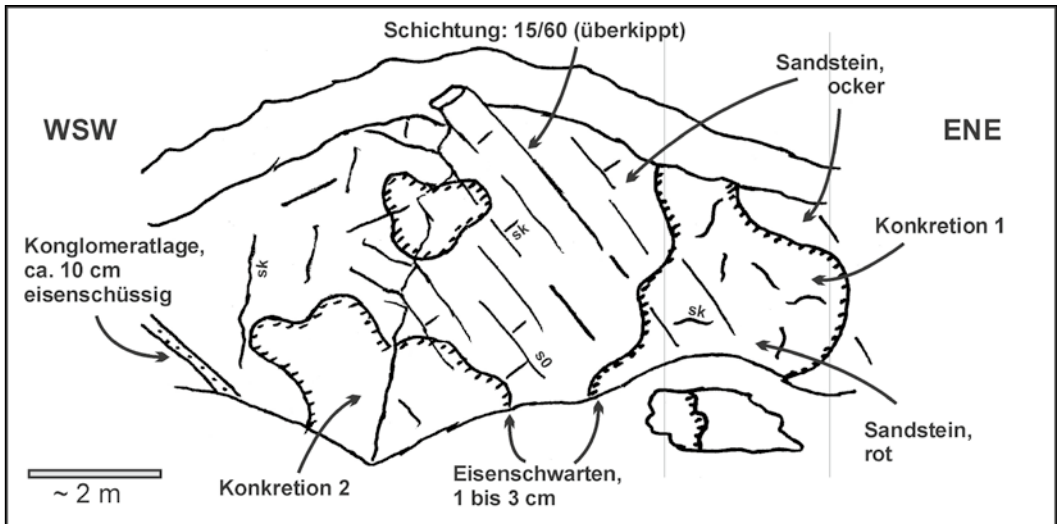 Schichtung: 15/60 (überkippt)
Sandstein,
ocker
WSW
ENE
Konglomeratlage,
ca. 10 cm
eisenschüssig
sk
sk
Konkretion 1
sk
s0
Sandstein,
rot
Konkretion 2
Eisenschwarten,
1 bis 3 cm
~ 2 m